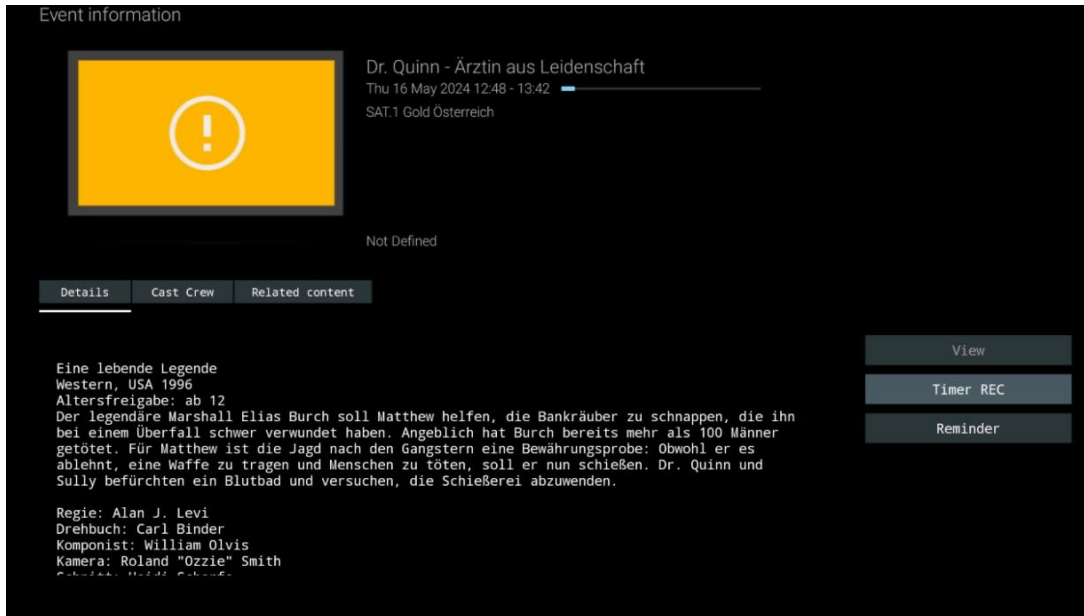 Event information
Dr. Quinn - Ärztin aus Leidenschaft
Thu 16 May 2024 12:48 - 13:42
SAT.1 Gold Österreich
Not Defined
Details
Cast Crew
Related content
View
Timer REC
Reminder
Eine lebende Legende
Western, USA 1996
Altersfreigabe: ab 12
Der legendäre Marshall Elias Burch soll Matthew helfen, die Bankräuber zu schnappen, die ihn
bei einem Überfall schwer verwundet haben. Angeblich hat Burch bereits mehr als 100 Männer
getötet. Für Matthew ist die Jagd nach den Gangstern eine Bewährungsprobe: Obwohl er es
ablehnt, eine Waffe zu tragen und Menschen zu töten, soll er nun schießen. Dr. Quinn und
Sully befürchten ein Blutbad und versuchen, die Schießerei abzuwenden.
Regie: Alan J. Levi
Drehbuch: Carl Binder
Komponist: William Olvis
Kamera: Roland "Ozzie" Smith